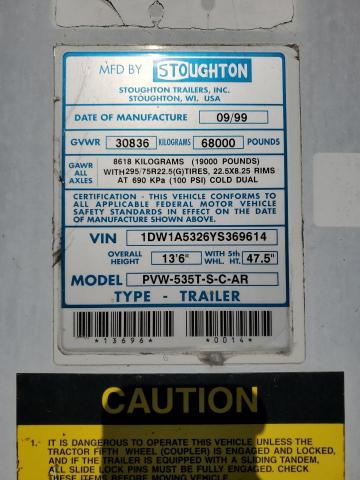 MFD BY STOUGHTON
STOUGHTON TRAILERS, INC.
STOUGHTON, WI. USA
DATE OF MANUFACTURE 09/99
GVWR 30836 KILOGRAMS 68000 POUNDS
GAWR ALL AXLES
8618 KILOGRAMS (19000 POUNDS)
WITH295/75R22.5(G)TIRES, 22.5X8.25 RIMS
AT 690 KPa (100 PSI) COLD DUAL
CERTIFICATION - THIS VEHICLE CONFORMS TO
ALL APPLICABLE FEDERAL MOTOR VEHICLE
SAFETY STANDARDS IN EFFECT ON THE DATE
OF MANUFACTURE SHOWN ABOVE.
VIN 1DW1A5326YS369614
OVERALL HEIGHT 13'6" WITH 5th WHL. HT. 47.5"
MODEL PVW-535T-S-C-AR
TYPE - TRAILER
*13696* *0014*
CAUTION
1. IT IS DANGEROUS TO OPERATE THIS VEHICLE UNLESS THE
TRACTOR FIFTH WHEEL (COUPLER) IS ENGAGED AND LOCKED,
AND IF THE TRAILER IS EQUIPPED WITH A SLIDING TANDEM,
ALL SLIDE LOCK PINS MUST BE FULLY ENGAGED. CHECK
THESE ITEMS BEFORE MOVING VEHICLE.